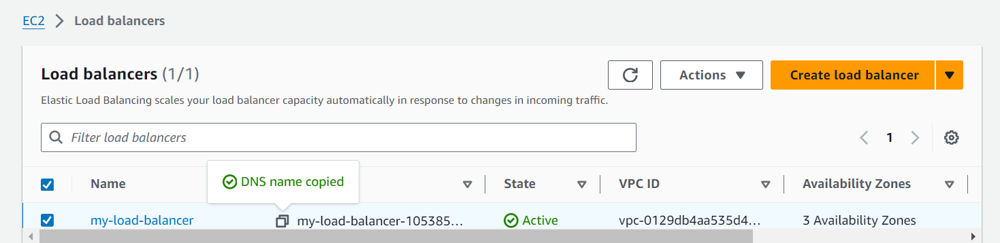 EC2 > Load balancers
Load balancers (1/1)
Actions
Create load balancer
Elastic Load Balancing scales your load balancer capacity automatically in response to changes in incoming traffic.
Filter load balancers
1
DNS name copied
Name State VPC ID Availability Zones
my-load-balancer my-load-balancer-105385... Active vpc-0129db4aa535d4... 3 Availability Zones